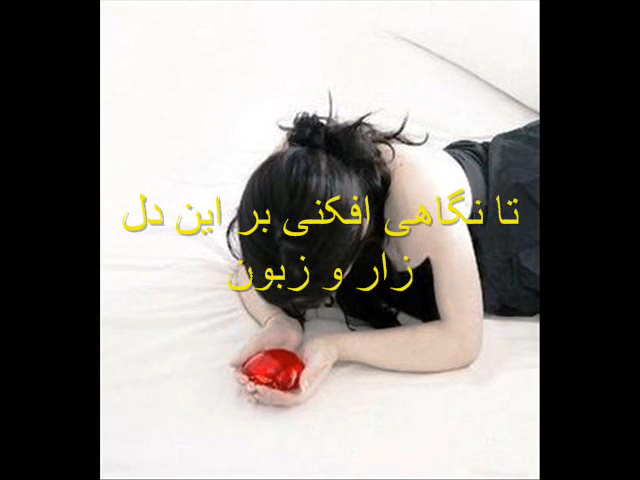 تا نگاهی افکنی بر این دل
زار و زبون